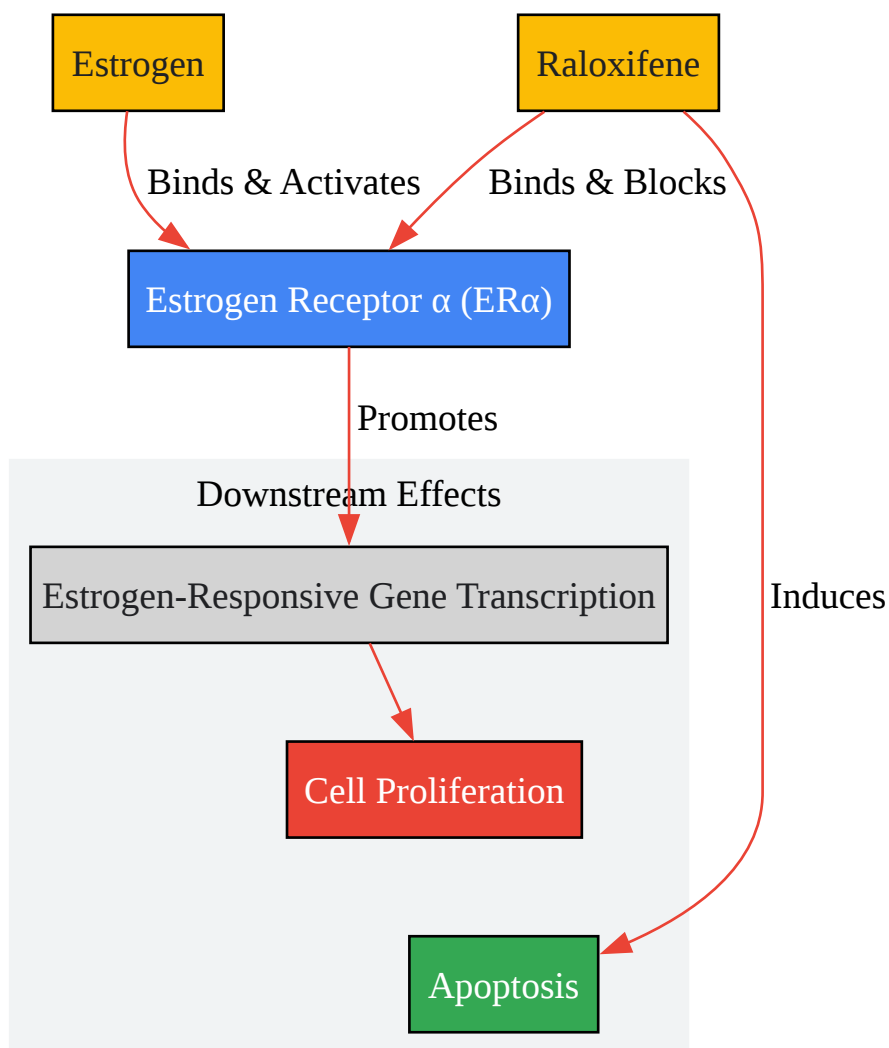 Estrogen
Raloxifene
Binds & Activates
Binds & Blocks
Estrogen Receptor α (ERα)
Promotes
Downstream Effects
Estrogen-Responsive Gene Transcription
Induces
Cell Proliferation
Apoptosis